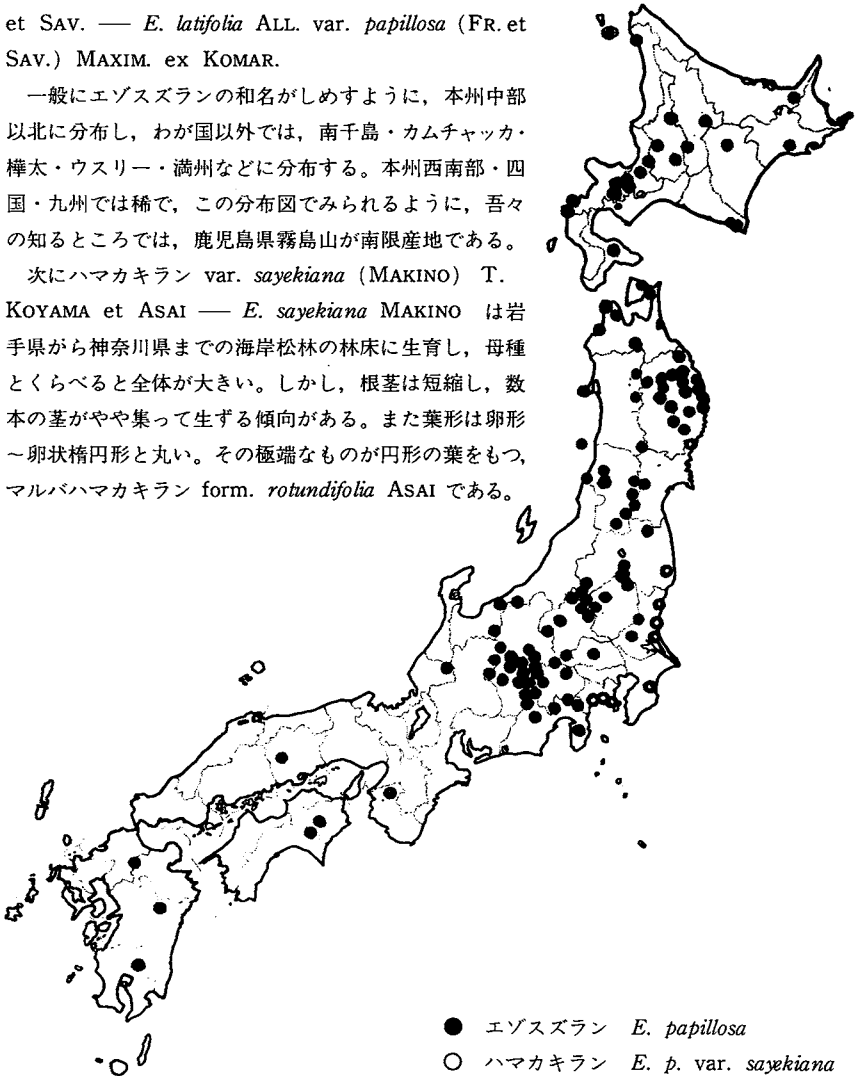 et SAV. — E. latifolia ALL. var. papillosa (FR. et
SAV.) MAXIM. ex KOMAR.
一般にエゾスズランの和名がしめすように，本州中部
以北に分布し，わが国以外では，南千島・カムチャッカ・
樺太・ウスリー・満州などに分布する。本州西南部・四
国・九州では稀で，この分布図でみられるように，吾々
の知るところでは，鹿児島県霧島山が南限産地である。
次にハマカキラン var. sayekiana (MAKINO) T.
KOYAMA et ASAI — E. sayekiana MAKINO は岩
手県から神奈川県までの海岸松林の林床に生育し，母種
とくらべると全体が大きい。しかし，根茎は短縮し，数
本の茎がやや集って生ずる傾向がある。また葉形は卵形
～卵状楕円形と丸い。その極端なものが円形の葉をもつ，
マルバハマカキラン form. rotundifolia ASAI である。
● エゾスズラン E. papillosa
○ ハマカキラン E. p. var. sayekiana